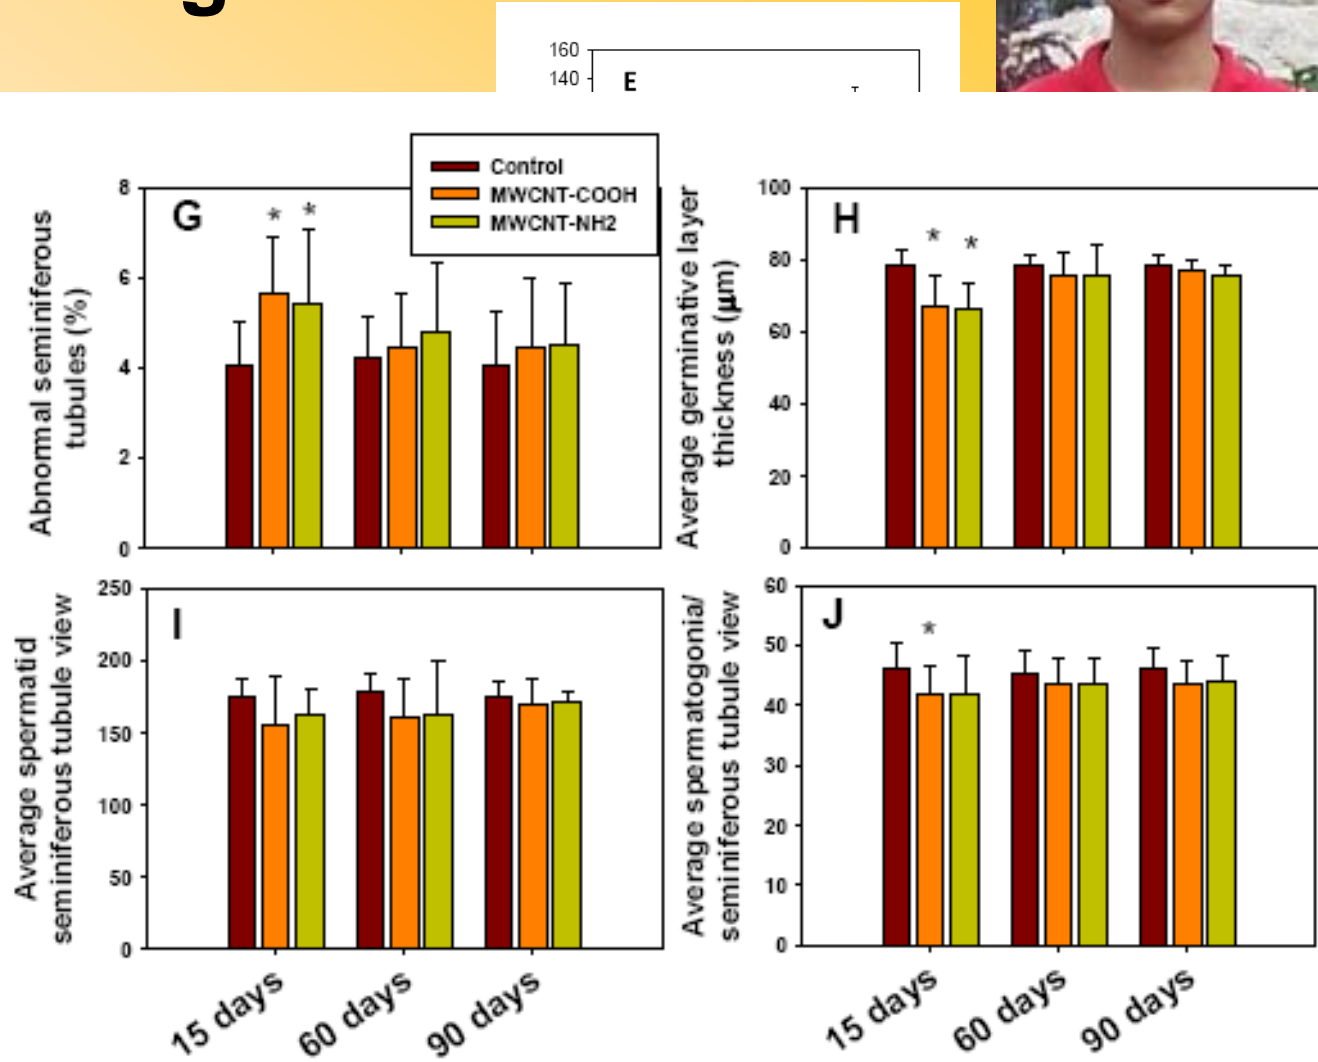 g
160
140
E
Control
MWCNT-COOH
MWCNT-NH2
G
* *
8
6
4
2
0
Abnormal seminiferous
tubules (%)
H
* *
100
80
60
40
20
0
Average germinative layer
thickness (μm)
I
250
200
150
100
50
0
Average spermatid
seminiferous tubule view
15 days
60 days
90 days
J
*
60
50
40
30
20
10
0
Average spermatogonia/
seminiferous tubule view
15 days
60 days
90 days